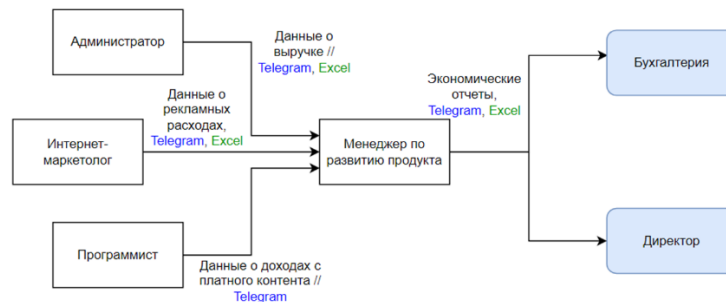 Администратор
Данные о
выручке //
Telegram, Excel
Бухгалтерия
Экономические
отчеты,
Telegram, Excel
Данные о
рекламных
расходах,
Telegram, Excel
Интернет-
маркетолог
Менеджер по
развитию продукта
Программист
Данные о доходах с
платного контента //
Telegram
Директор